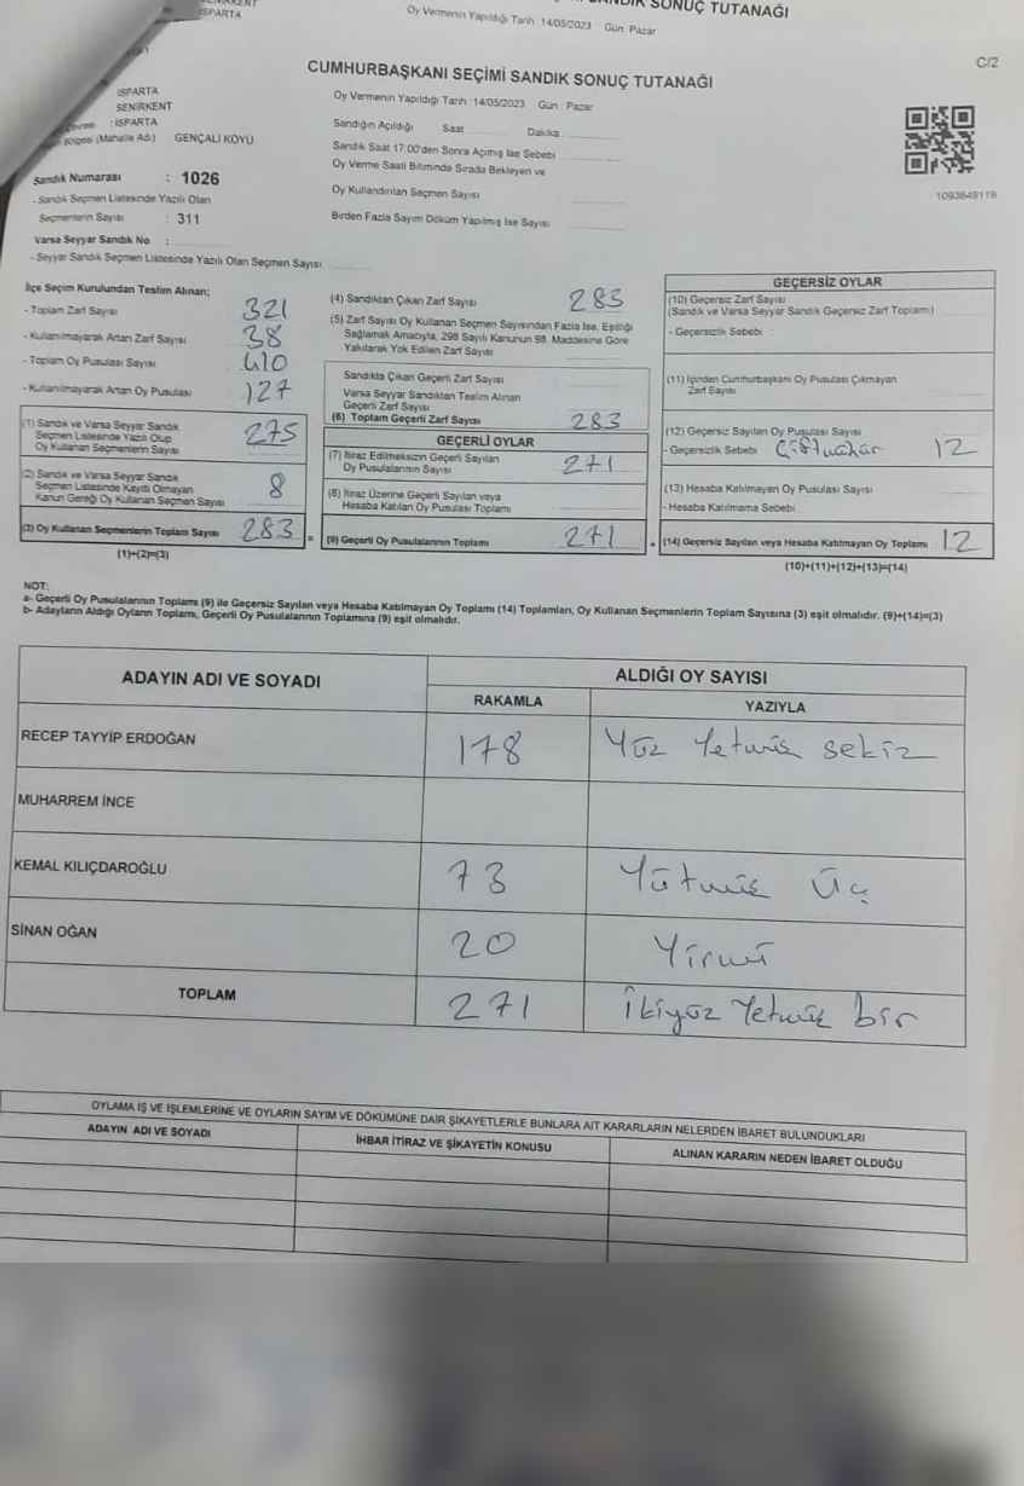 ISPARTA
SANDIK SONUÇ TUTANAĞI
Oy Vermenin Yapıldığı Tarih :14/05/2023 Gün: Pazar
C/2
CUMHURBAŞKANI SEÇİMİ SANDIK SONUÇ TUTANAĞI
ISPARTA
SENİRKENT
: ISPARTA
(Mahalle Adı) GENÇALİ KÖYÜ
Sandık Numarası : 1026
- Sandık Seçmen Listesinde Yazılı Olan
Seçmenlerin Sayısı : 311
Varsa Seyyar Sandık No :
- Seyyar Sandık Seçmen Listesinde Yazılı Olan Seçmen Sayısı
Oy Vermenin Yapıldığı Tarih :14/05/2023 Gün : Pazar
Sandığın Açıldığı Saat Dakika
Sandık Saat 17:00'den Sonra Açılmış İse Sebebi
Oy Verme Saati Bitiminde Sırada Bekleyen ve
Oy Kullandırılan Seçmen Sayısı
Birden Fazla Sayım Döküm Yapılmış İse Sayısı
1093649119
İlçe Seçim Kurulundan Teslim Alınan;
- Toplam Zarf Sayısı 321
- Kullanılmayarak Artan Zarf Sayısı 38
- Toplam Oy Pusulası Sayısı 410
- Kullanılmayarak Artan Oy Pusulası 127
(1) Sandık ve Varsa Seyyar Sandık
Seçmen Listesinde Yazılı Olup
Oy Kullanan Seçmenlerin Sayısı 275
(2) Sandık ve Varsa Seyyar Sandık
Seçmen Listesinde Kayıtlı Olmayan
Kanun Gereği Oy Kullanan Seçmen Sayısı 8
(3) Oy Kullanan Seçmenlerin Toplam Sayısı 283
(1)+(2)=(3)
(4) Sandıktan Çıkan Zarf Sayısı 283
(5) Zarf Sayısı Oy Kullanan Seçmen Sayısından Fazla İse, Eşitliği
Sağlamak Amacıyla, 298 Sayılı Kanunun 98. Maddesine Göre
Yakılarak Yok Edilen Zarf Sayısı
Sandıkta Çıkan Geçerli Zarf Sayısı
Varsa Seyyar Sandıktan Teslim Alınan
Geçerli Zarf Sayısı
(6) Toplam Geçerli Zarf Sayısı 283
GEÇERLİ OYLAR
(7) İtiraz Edilmeksizin Geçerli Sayılan
Oy Pusulalarının Sayısı 271
(8) İtiraz Üzerine Geçerli Sayılan veya
Hesaba Katılan Oy Pusulası Toplamı
(9) Geçerli Oy Pusulalarının Toplamı 271
GEÇERSİZ OYLAR
(10) Geçersiz Zarf Sayısı
(Sandık ve Varsa Seyyar Sandık Geçersiz Zarf Toplamı)
- Geçersizlik Sebebi :
(11) İçinden Cumhurbaşkanı Oy Pusulası Çıkmayan
Zarf Sayısı
(12) Geçersiz Sayılan Oy Pusulası Sayısı
- Geçersizlik Sebebi 12
(13) Hesaba Katılmayan Oy Pusulası Sayısı
- Hesaba Katılmama Sebebi
(14) Geçersiz Sayılan veya Hesaba Katılmayan Oy Toplamı 12
(10)+(11)+(12)+(13)=(14)
NOT:
a- Geçerli Oy Pusulalarının Toplamı (9) ile Geçersiz Sayılan veya Hesaba Katılmayan Oy Toplamı (14) Toplamları, Oy Kullanan Seçmenlerin Toplam Sayısına (3) eşit olmalıdır. (9)+(14)=(3)
b- Adayların Aldığı Oyların Toplamı, Geçerli Oy Pusulalarının Toplamına (9) eşit olmalıdır.
ADAYIN ADI VE SOYADI
ALDIĞI OY SAYISI
RAKAMLA YAZIYLA
RECEP TAYYİP ERDOĞAN 178 Yüz Yetmiş sekiz
MUHARREM İNCE
KEMAL KILIÇDAROĞLU 73 Yütmiş Üç
SİNAN OĞAN 20 Yirmi
TOPLAM 271 İkiyüz Yetmiş bir
OYLAMA İŞ VE İŞLEMLERİNE VE OYLARIN SAYIM VE DÖKÜMÜNE DAİR ŞİKAYETLERLE BUNLARA AİT KARARLARIN NELERDEN İBARET BULUNDUKLARI
ADAYIN ADI VE SOYADI
İHBAR İTİRAZ VE ŞİKAYETİN KONUSU
ALINAN KARARIN NEDEN İBARET OLDUĞU